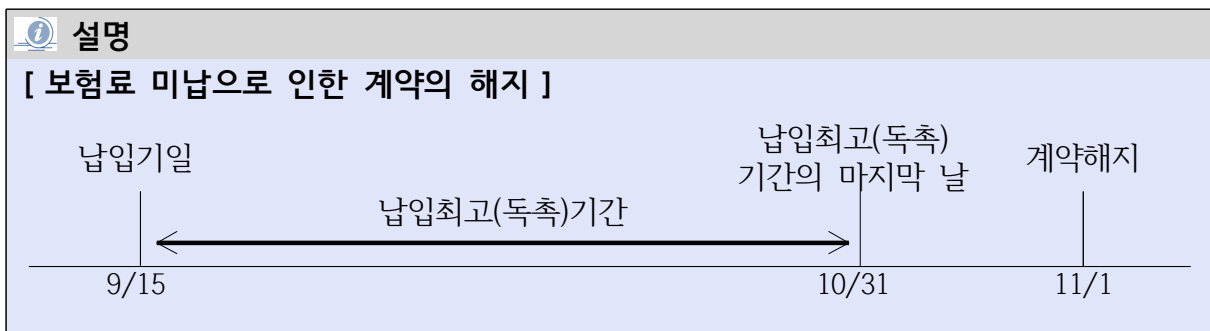 설명
[ 보험료 미납으로 인한 계약의 해지 ]
납입기일
납입최고(독촉)
기간의 마지막 날
계약해지
납입최고(독촉)기간
9/15
10/31
11/1